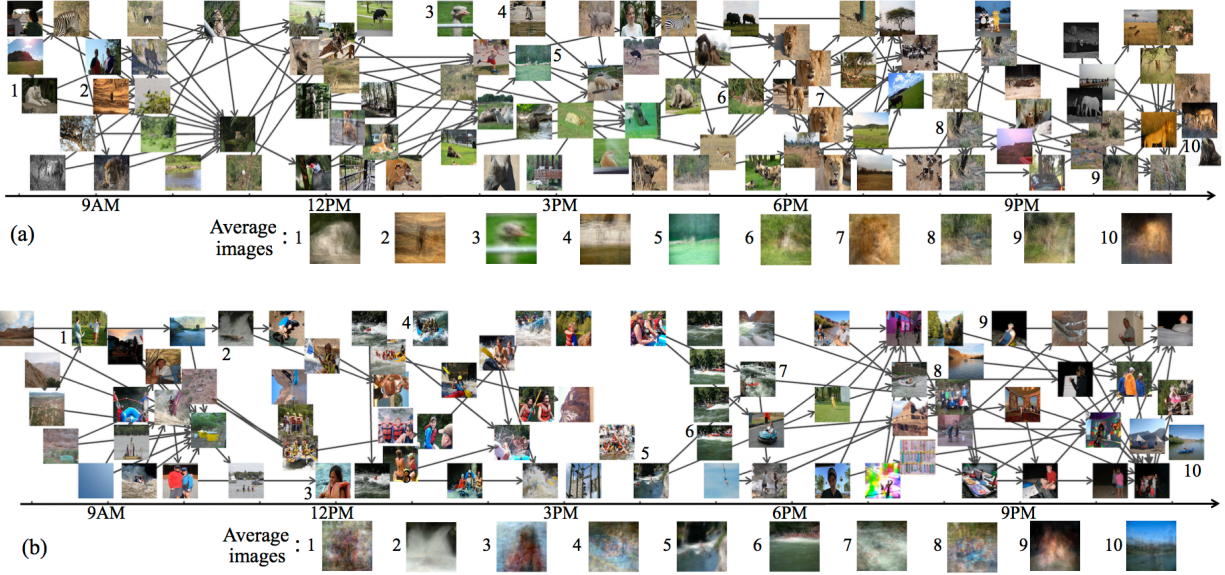 3 4
5
1 2
6 7
8
9 10
9AM 12PM 3PM 6PM 9PM
(a) Average images : 1 2 3 4 5 6 7 8 9 10
1 4 9
2
7 8
5 6
3 10
9AM 12PM 3PM 6PM 9PM
(b) Average images : 1 2 3 4 5 6 7 8 9 10